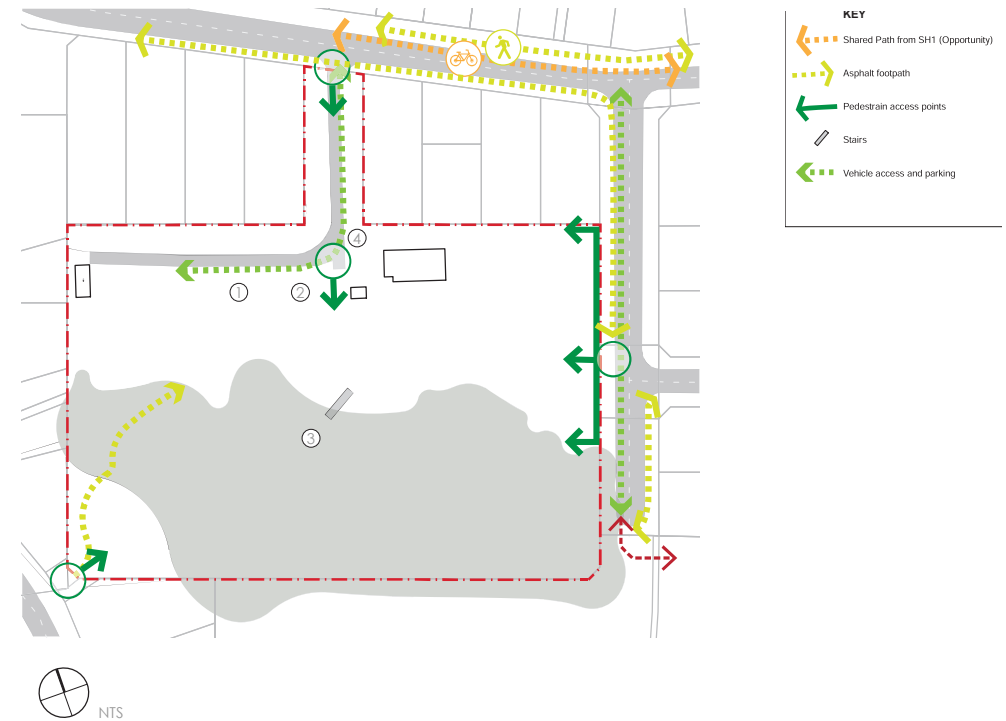 KEY
Shared Path from SH1 (Opportunity)
Asphalt footpath
Pedestrain access points
Stairs
Vehicle access and parking
4
1
2
3
NTS